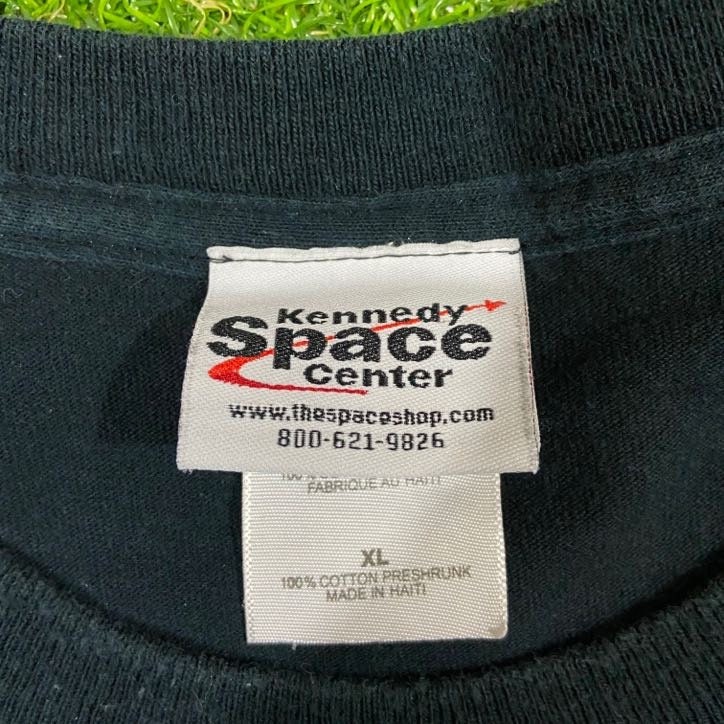 Kennedy
Space
Center
www.thespaceshop.com
800-621-9826
FABRIQUE AU HAITI
XL
100% COTTON PRESHRUNK
MADE IN HAITI